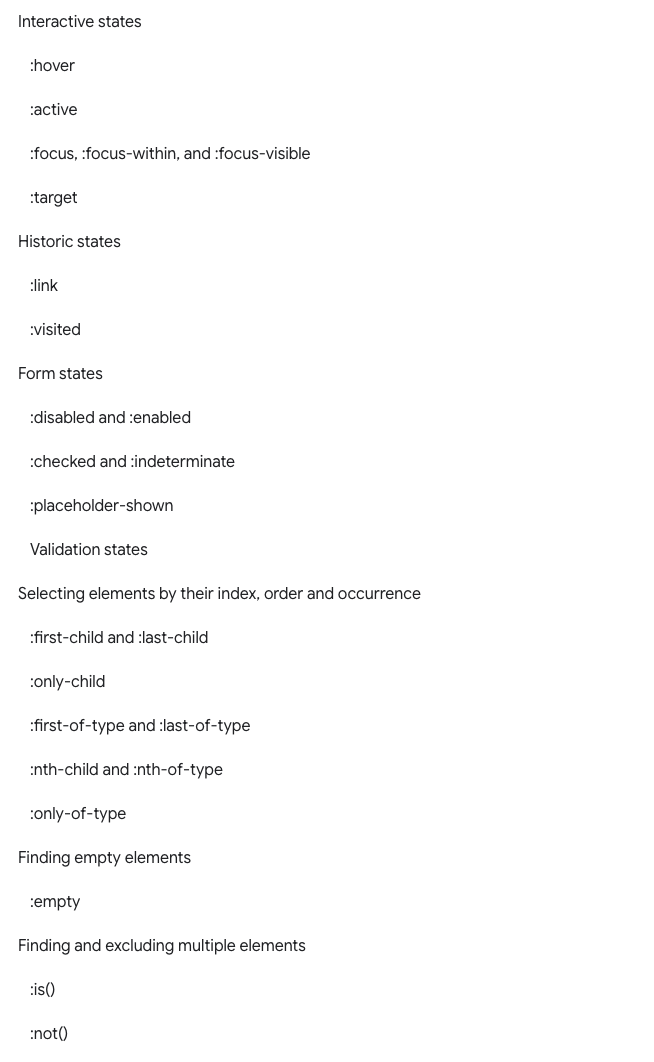 Interactive states
:hover
:active
:focus, :focus-within, and :focus-visible
:target
Historic states
:link
:visited
Form states
:disabled and :enabled
:checked and :indeterminate
:placeholder-shown
Validation states
Selecting elements by their index, order and occurrence
:first-child and :last-child
:only-child
:first-of-type and :last-of-type
:nth-child and :nth-of-type
:only-of-type
Finding empty elements
:empty
Finding and excluding multiple elements
:is()
:not()